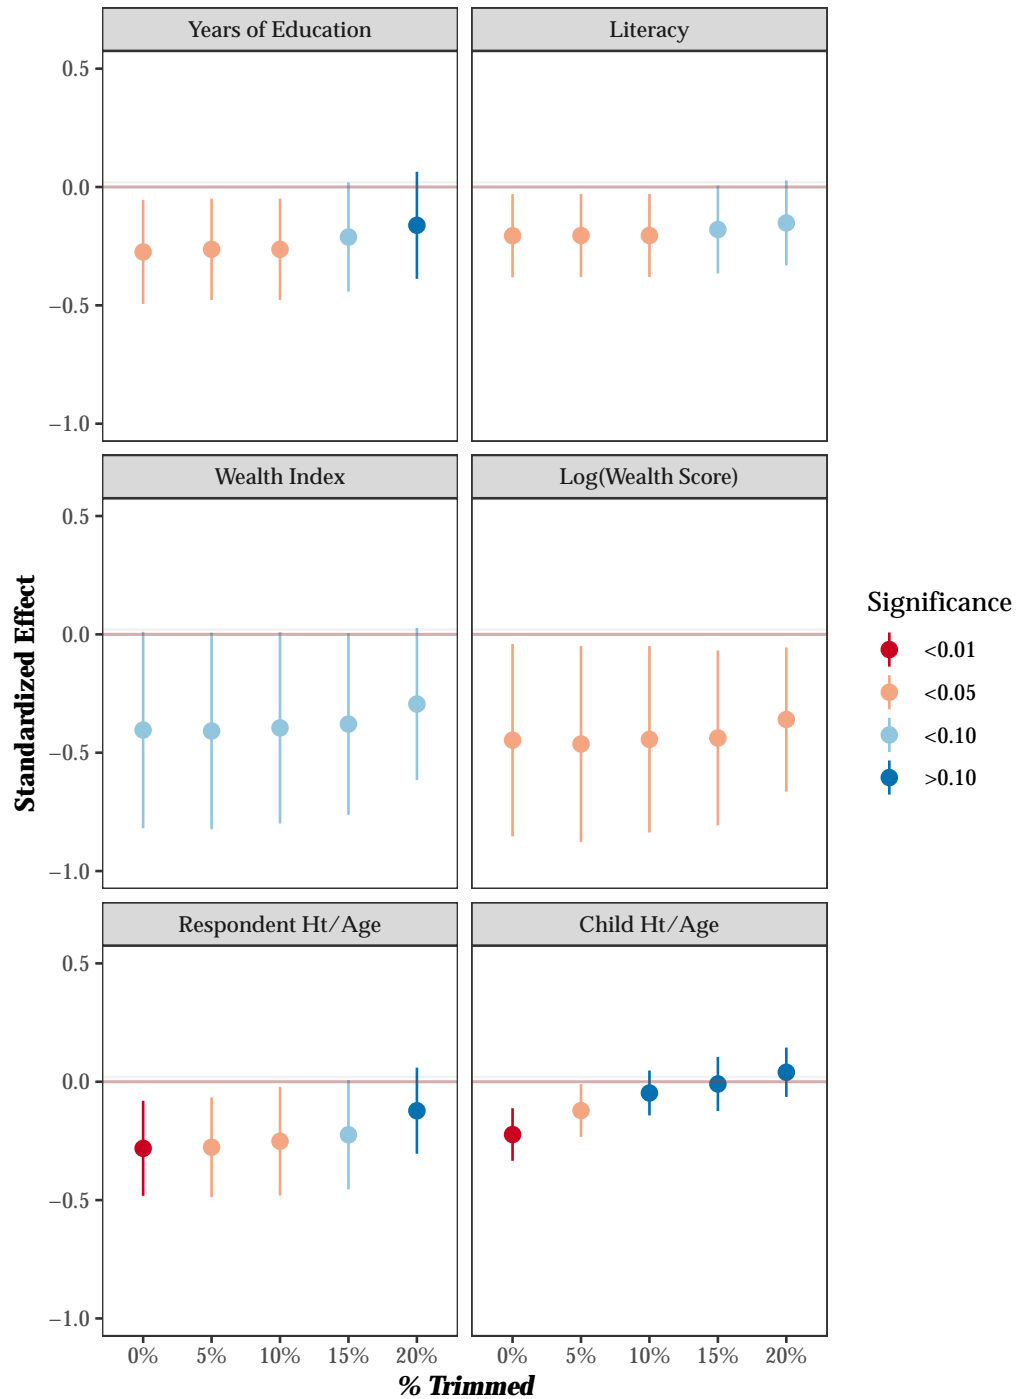 Years of Education
Literacy
0.5
0.0
−0.5
−1.0
Wealth Index
Log(Wealth Score)
0.5
0.0
−0.5
−1.0
Standardized Effect
Respondent Ht/Age
Child Ht/Age
0.5
0.0
−0.5
−1.0
0% 5% 10% 15% 20%
0% 5% 10% 15% 20%
% Trimmed
Significance
<0.01
<0.05
<0.10
>0.10